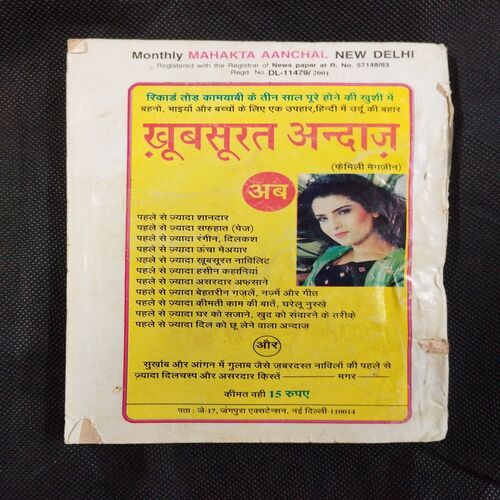 Monthly MAHAKTA AANCHAL NEW DELHI
Registered with the Registrar of News paper at R. No. 57148/93
Regd. No. DL-11479/2001
रिकार्ड तोड कामयाबी के तीन साल पूरे होने की खुशी में
बहनो, भाइयों और बच्चों के लिए एक उपहार,हिन्दी में उर्दू की बहार
ख़ूबसूरत अन्दाज़
(फॅमिली मेगजीन)
अब
पहले से ज़्यादा शानदार
पहले से ज़्यादा सफ्हात (पेज)
पहले से ज़्यादा रंगीन, दिलकश
पहले से ज़्यादा ऊंचा मेअयार
पहले से ज़्यादा खूबसूरत नाविलिट
पहले से ज़्यादा हसीन कहानियां
पहले से ज़्यादा असरदार अफ़साने
पहले से ज़्यादा बेहतरीन गजलें, नज़्में ओर गीत
पहले से ज़्यादा कीमती काम की बातें, घरेलू नुस्खे
पहले से ज़्यादा घर को सजाने, खुद को संवारने के तरीके
पहले से ज़्यादा दिल को छू लेने वाला अन्दाज
और
सुर्खाब और आंगन में गुलाब जैसे जबरदस्त नाविलों की पहले से
ज़्यादा दिलचस्प और असरदार किस्तें ——— मगर ———
कीमत वही 15 रुपए
पता : जे-17, जंगपुरा एक्सटेन्शन, नई दिल्ली-110014